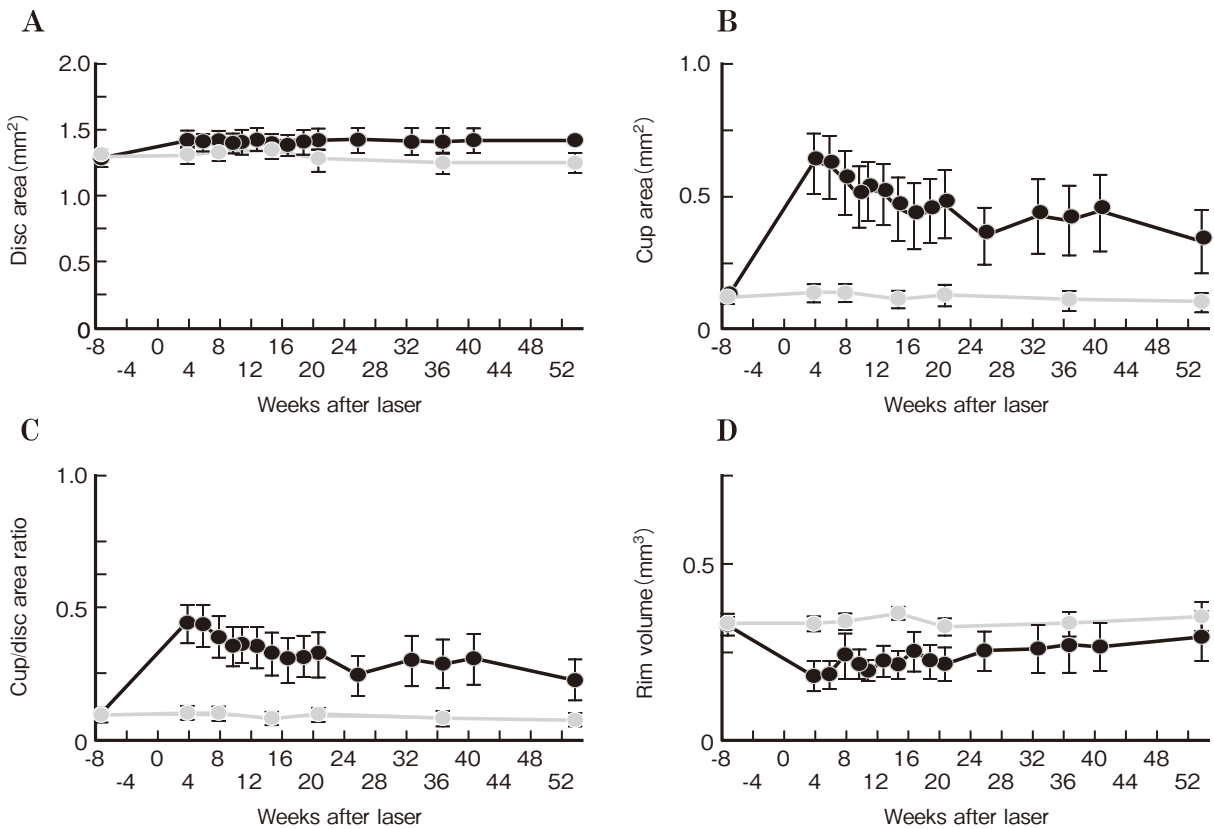 A
Disc area (mm²)
2.0
1.5
1.0
0.5
0
-8 0 8 16 24 32 40 48
-4 4 12 20 28 36 44 52
Weeks after laser
B
Cup area (mm²)
1.0
0.5
0
-8 0 8 16 24 32 40 48
-4 4 12 20 28 36 44 52
Weeks after laser
C
Cup/disc area ratio
1.0
0.5
0
-8 0 8 16 24 32 40 48
-4 4 12 20 28 36 44 52
Weeks after laser
D
Rim volume (mm³)
0.5
0
-8 0 8 16 24 32 40 48
-4 4 12 20 28 36 44 52
Weeks after laser